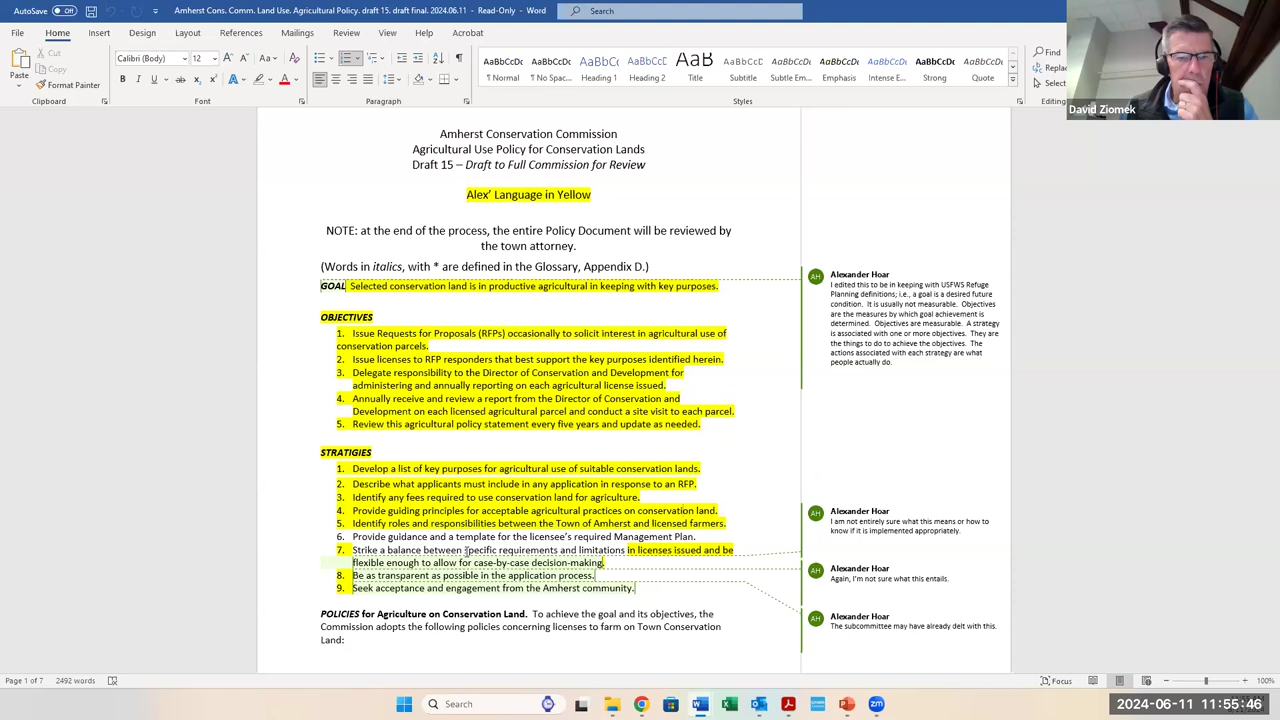 AutoSave Off
Amherst Cons. Comm. Land Use. Agricultural Policy. draft 15. draft final. 2024.06.11 - Read-Only - Word
Search
File Home Insert Design Layout References Mailings Review View Help Acrobat
Paste
Cut
Copy
Format Painter
Clipboard
Calibri (Body) 12
Font
Paragraph
AaBbCcDc AaBbCcDc AaBbC AaBbCcD AaB AaBbCcD AaBbCcDc AaBbCcDc AaBbCcDc AaBbCcDc AaBbCcDc
¶ Normal ¶ No Spac... Heading 1 Heading 2 Title Subtitle Subtle Em... Emphasis Intense E... Strong Quote
Styles
Find
Replace
Select
Editing
David Ziomek
Amherst Conservation Commission
Agricultural Use Policy for Conservation Lands
Draft 15 – Draft to Full Commission for Review
Alex’ Language in Yellow
NOTE: at the end of the process, the entire Policy Document will be reviewed by
the town attorney.
(Words in italics, with * are defined in the Glossary, Appendix D.)
GOAL Selected conservation land is in productive agricultural in keeping with key purposes.
OBJECTIVES
1. Issue Requests for Proposals (RFPs) occasionally to solicit interest in agricultural use of
conservation parcels.
2. Issue licenses to RFP responders that best support the key purposes identified herein.
3. Delegate responsibility to the Director of Conservation and Development for
administering and annually reporting on each agricultural license issued.
4. Annually receive and review a report from the Director of Conservation and
Development on each licensed agricultural parcel and conduct a site visit to each parcel.
5. Review this agricultural policy statement every five years and update as needed.
STRATIGIES
1. Develop a list of key purposes for agricultural use of suitable conservation lands.
2. Describe what applicants must include in any application in response to an RFP.
3. Identify any fees required to use conservation land for agriculture.
4. Provide guiding principles for acceptable agricultural practices on conservation land.
5. Identify roles and responsibilities between the Town of Amherst and licensed farmers.
6. Provide guidance and a template for the licensee’s required Management Plan.
7. Strike a balance between specific requirements and limitations in licenses issued and be
flexible enough to allow for case-by-case decision-making.
8. Be as transparent as possible in the application process.
9. Seek acceptance and engagement from the Amherst community.
POLICIES for Agriculture on Conservation Land. To achieve the goal and its objectives, the
Commission adopts the following policies concerning licenses to farm on Town Conservation
Land:
AH Alexander Hoar
I edited this to be in keeping with USFWS Refuge
Planning definitions; i.e., a goal is a desired future
condition. It is usually not measurable. Objectives
are the measures by which goal achievement is
determined. Objectives are measurable. A strategy
is associated with one or more objectives. They are
the things to do to achieve the objectives. The
actions associated with each strategy are what
people actually do.
AH Alexander Hoar
I am not entirely sure what this means or how to
know if it is implemented appropriately.
AH Alexander Hoar
Again, I'm not sure what this entails.
AH Alexander Hoar
The subcommittee may have already delt with this.
Page 1 of 7 2492 words
Focus
100%
Search
2024-06-11 11:55:46